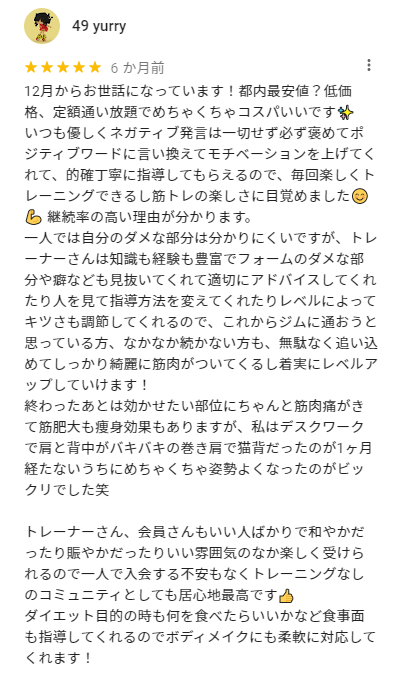 49 yurry
★★★★★ 6 か月前
12月からお世話になっています！都内最安値？低価
格、定額通い放題でめちゃくちゃコスパいいです✨
いつも優しくネガティブ発言は一切せず必ず褒めてポ
ジティブワードに言い換えてモチベーションを上げてく
れて、的確丁寧に指導してもらえるので、毎回楽しくト
レーニングできるし筋トレの楽しさに目覚めました😊
💪 継続率の高い理由が分かります。
一人では自分のダメな部分は分かりにくいですが、トレ
ーナーさんは知識も経験も豊富でフォームのダメな部
分や癖なども見抜いてくれて適切にアドバイスしてくれ
たり人を見て指導方法を変えてくれたりレベルによって
キツさも調節してくれるので、これからジムに通おうと
思っている方、なかなか続かない方も、無駄なく追い込
めてしっかり綺麗に筋肉がついてくるし着実にレベルア
ップしていけます！
終わったあとは効かせたい部位にちゃんと筋肉痛がき
て筋肥大も痩身効果もありますが、私はデスクワーク
で肩と背中がバキバキの巻き肩で猫背だったのが1ヶ月
経たないうちにめちゃくちゃ姿勢よくなったのがビッ
クリでした笑
トレーナーさん、会員さんもいい人ばかりで和やかだ
ったり賑やかだったりいい雰囲気のなか楽しく受けら
れるので一人で入会する不安もなくトレーニングなし
のコミュニティとしても居心地最高です👍
ダイエット目的の時も何を食べたらいいかなど食事面
も指導してくれるのでボディメイクにも柔軟に対応して
くれます！